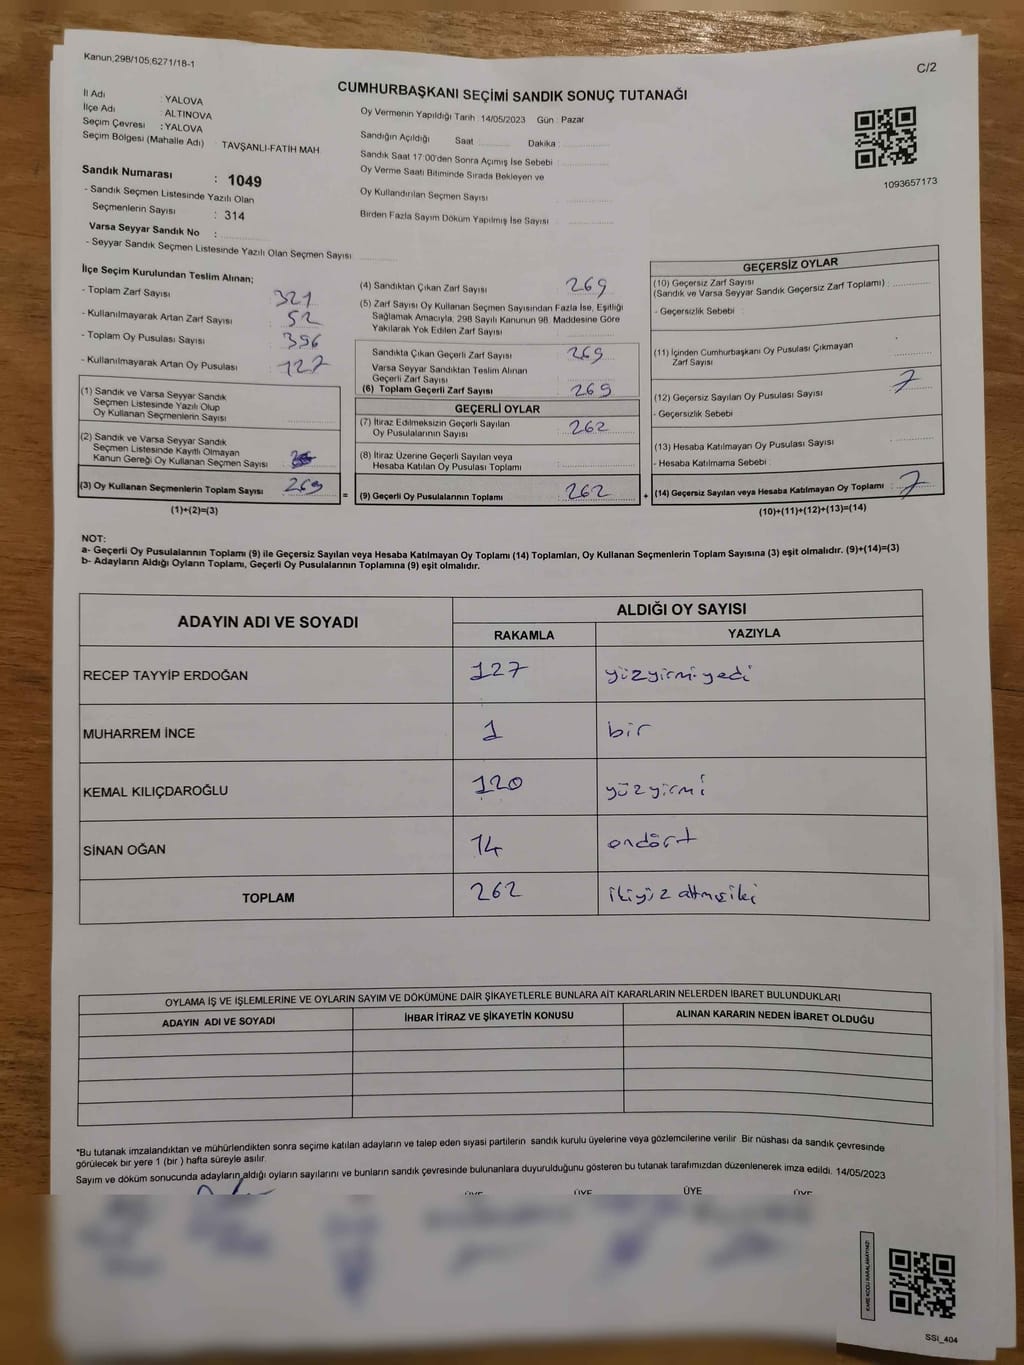 Kanun,298/105,6271/18-1
C/2
CUMHURBAŞKANI SEÇİMİ SANDIK SONUÇ TUTANAĞI
İl Adı : YALOVA
İlçe Adı : ALTINOVA
Seçim Çevresi : YALOVA
Seçim Bölgesi (Mahalle Adı) TAVŞANLI-FATİH MAH
Sandık Numarası : 1049
- Sandık Seçmen Listesinde Yazılı Olan
Seçmenlerin Sayısı : 314
Varsa Seyyar Sandık No :
- Seyyar Sandık Seçmen Listesinde Yazılı Olan Seçmen Sayısı
Oy Vermenin Yapıldığı Tarih : 14/05/2023 Gün : Pazar
Sandığın Açıldığı Saat Dakika
Sandık Saat 17:00'den Sonra Açımış İse Sebebi
Oy Verme Saati Bitiminde Sırada Bekleyen ve
Oy Kullandırılan Seçmen Sayısı
Birden Fazla Sayım Döküm Yapılmış İse Sayısı
1093657173
İlçe Seçim Kurulundan Teslim Alınan;
- Toplam Zarf Sayısı 321
- Kullanılmayarak Artan Zarf Sayısı 52
- Toplam Oy Pusulası Sayısı 396
- Kullanılmayarak Artan Oy Pusulası 127
(1) Sandık ve Varsa Seyyar Sandık
Seçmen Listesinde Yazılı Olup
Oy Kullanan Seçmenlerin Sayısı
(2) Sandık ve Varsa Seyyar Sandık
Seçmen Listesinde Kayıtlı Olmayan
Kanun Gereği Oy Kullanan Seçmen Sayısı
(3) Oy Kullanan Seçmenlerin Toplam Sayısı 269 =
(1)+(2)=(3)
(4) Sandıktan Çıkan Zarf Sayısı 269
(5) Zarf Sayısı Oy Kullanan Seçmen Sayısından Fazla İse, Eşitliği
Sağlamak Amacıyla, 298 Sayılı Kanunun 98. Maddesine Göre
Yakılarak Yok Edilen Zarf Sayısı
Sandıkta Çıkan Geçerli Zarf Sayısı 269
Varsa Seyyar Sandıktan Teslim Alınan
Geçerli Zarf Sayısı
(6) Toplam Geçerli Zarf Sayısı 269
GEÇERLİ OYLAR
(7) İtiraz Edilmeksizin Geçerli Sayılan
Oy Pusulalarının Sayısı 262
(8) İtiraz Üzerine Geçerli Sayılan veya
Hesaba Katılan Oy Pusulası Toplamı
(9) Geçerli Oy Pusulalarının Toplamı 262 +
GEÇERSİZ OYLAR
(10) Geçersiz Zarf Sayısı
(Sandık ve Varsa Seyyar Sandık Geçersiz Zarf Toplamı) :
- Geçersizlik Sebebi :
(11) İçinden Cumhurbaşkanı Oy Pusulası Çıkmayan
Zarf Sayısı
(12) Geçersiz Sayılan Oy Pusulası Sayısı 7
- Geçersizlik Sebebi
(13) Hesaba Katılmayan Oy Pusulası Sayısı
- Hesaba Katılmama Sebebi
(14) Geçersiz Sayılan veya Hesaba Katılmayan Oy Toplamı : 7
(10)+(11)+(12)+(13)=(14)
NOT:
a- Geçerli Oy Pusulalarının Toplamı (9) ile Geçersiz Sayılan veya Hesaba Katılmayan Oy Toplamı (14) Toplamları, Oy Kullanan Seçmenlerin Toplam Sayısına (3) eşit olmalıdır. (9)+(14)=(3)
b- Adayların Aldığı Oyların Toplamı, Geçerli Oy Pusulalarının Toplamına (9) eşit olmalıdır.
ADAYIN ADI VE SOYADI ALDIĞI OY SAYISI
RAKAMLA YAZIYLA
RECEP TAYYİP ERDOĞAN 127 yüzyirmiyedi
MUHARREM İNCE 1 bir
KEMAL KILIÇDAROĞLU 120 yüzyirmi
SİNAN OĞAN 14 ondört
TOPLAM 262 ikiyüz altmışiki
OYLAMA İŞ VE İŞLEMLERİNE VE OYLARIN SAYIM VE DÖKÜMÜNE DAİR ŞİKAYETLERLE BUNLARA AİT KARARLARIN NELERDEN İBARET BULUNDUKLARI
ADAYIN ADI VE SOYADI İHBAR İTİRAZ VE ŞİKAYETİN KONUSU ALINAN KARARIN NEDEN İBARET OLDUĞU
*Bu tutanak imzalandıktan ve mühürlendikten sonra seçime katılan adayların ve talep eden siyasi partilerin sandık kurulu üyelerine veya gözlemcilerine verilir. Bir nüshası da sandık çevresinde
görülecek bir yere 1 (bir ) hafta süreyle asılır.
Sayım ve döküm sonucunda adayların aldığı oyların sayılarını ve bunların sandık çevresinde bulunanlara duyurulduğunu gösteren bu tutanak tarafımızdan düzenlenerek imza edildi. 14/05/2023
ÜYE ÜYE ÜYE ÜYE
SSI_404